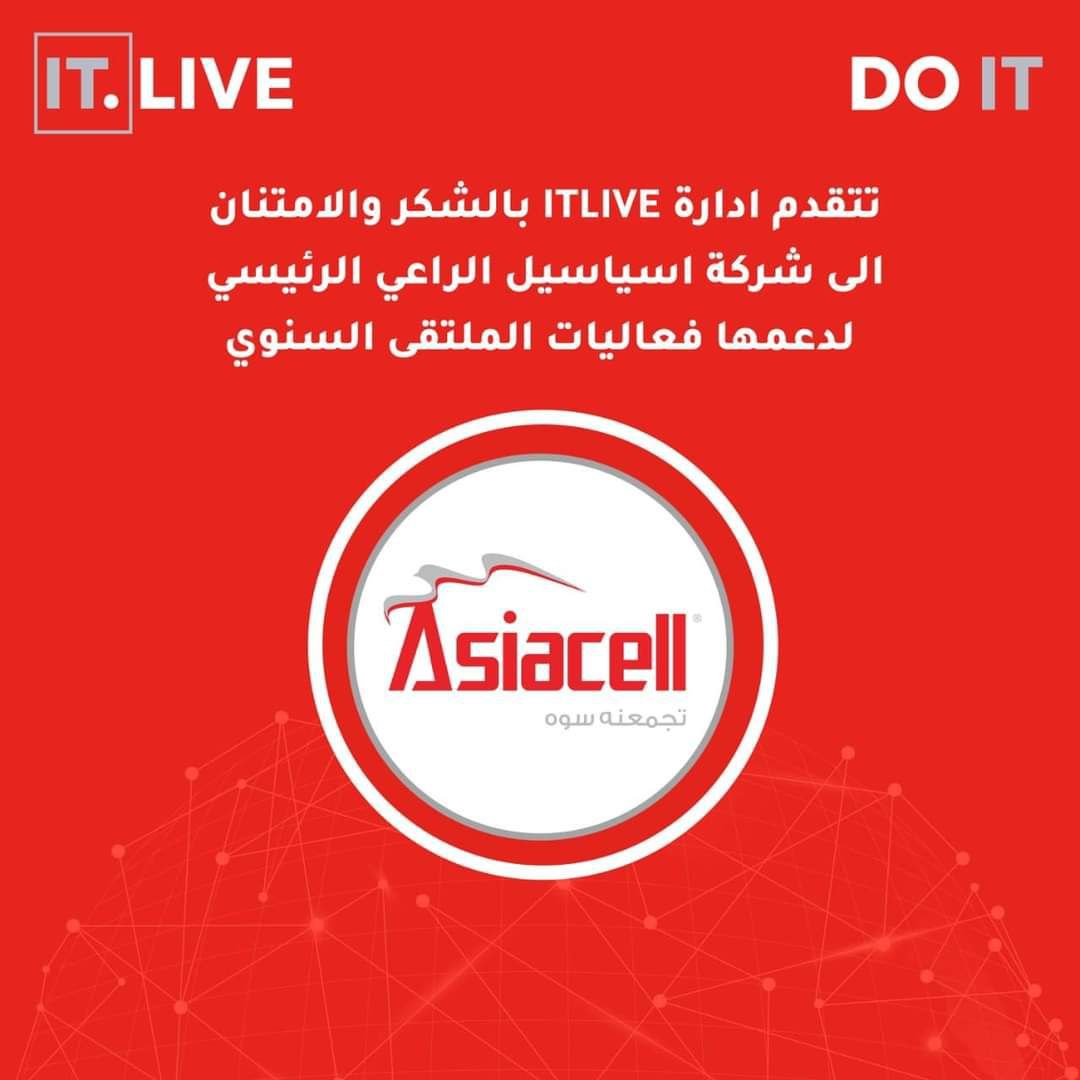 IT. LIVE
DO IT
تتقدم ادارة ITLIVE بالشكر والامتنان
الى شركة اسياسيل الراعي الرئيسي
لدعمها فعاليات الملتقى السنوي
Asiacell®
تجمعنه سوه